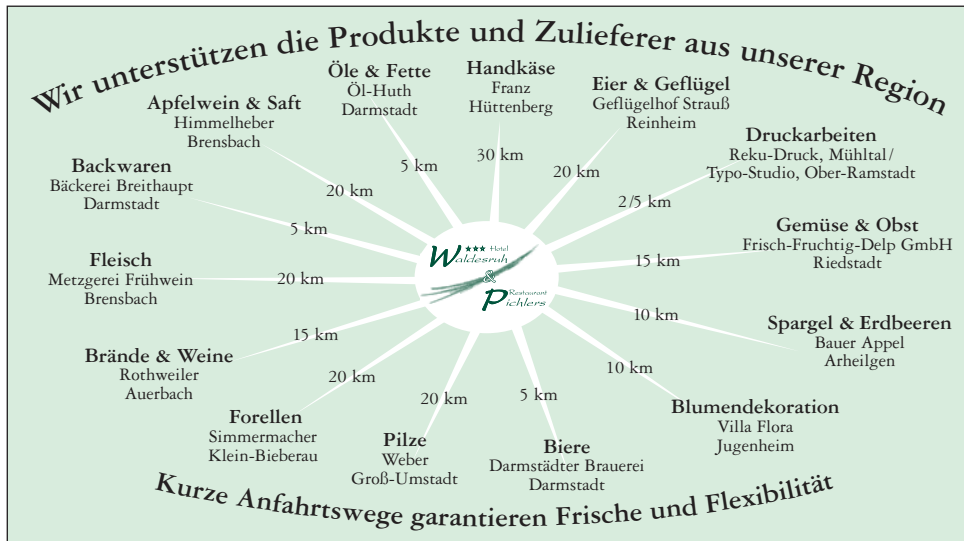 Wir unterstützen die Produkte und Zulieferer aus unserer Region
Öle & Fette
Öl-Huth
Darmstadt
5 km
Handkäse
Franz
Hüttenberg
30 km
Eier & Geflügel
Geflügelhof Strauß
Reinheim
20 km
Druckarbeiten
Reku-Druck, Mühltal/
Typo-Studio, Ober-Ramstadt
2/5 km
Gemüse & Obst
Frisch-Fruchtig-Delp GmbH
Riedstadt
15 km
Spargel & Erdbeeren
Bauer Appel
Arheilgen
10 km
Blumendekoration
Villa Flora
Jugenheim
10 km
Biere
Darmstädter Brauerei
Darmstadt
5 km
Pilze
Weber
Groß-Umstadt
20 km
Forellen
Simmermacher
Klein-Bieberau
20 km
Brände & Weine
Rothweiler
Auerbach
15 km
Fleisch
Metzgerei Frühwein
Brensbach
20 km
Backwaren
Bäckerei Breithaupt
Darmstadt
5 km
Apfelwein & Saft
Himmelheber
Brensbach
20 km
★★★ Hotel
Waldesruh
&
Restaurant
Pichlers
Kurze Anfahrtswege garantieren Frische und Flexibilität